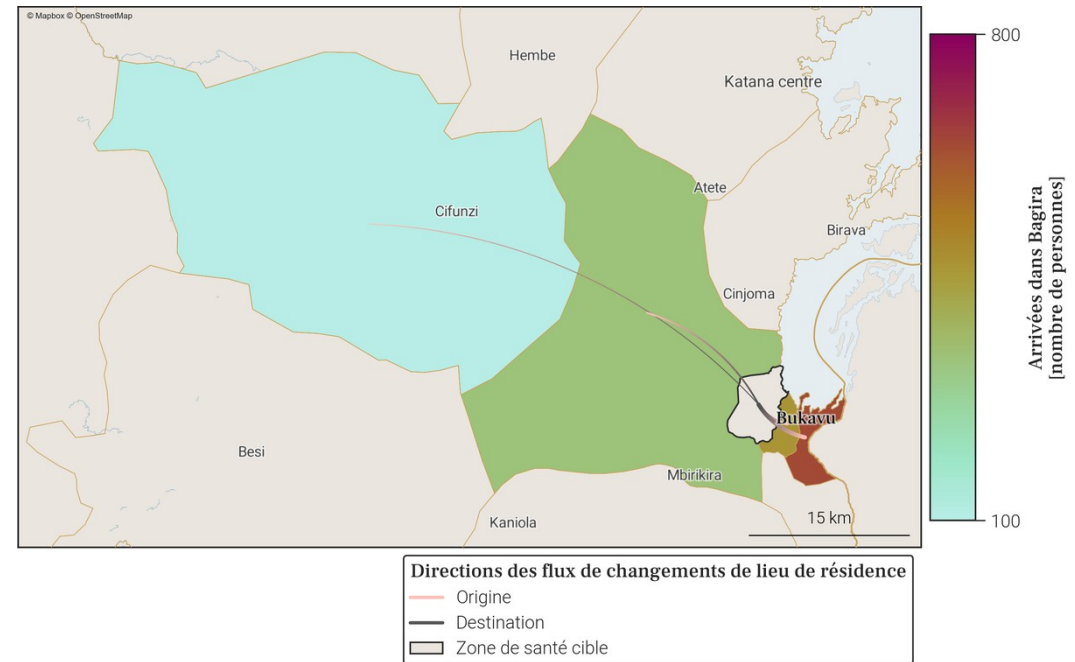 © Mapbox © OpenStreetMap
Hembe
Katana centre
Atete
Cifunzi
Birava
Cinjoma
Bukavu
Besi
Mbirikira
Kaniola
15 km
800
100
Arrivées dans Bagira
[nombre de personnes]
Directions des flux de changements de lieu de résidence
Origine
Destination
Zone de santé cible